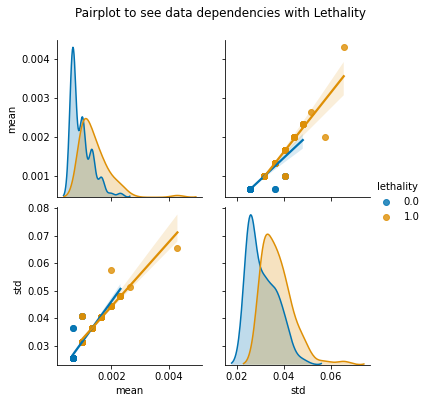 Pairplot to see data dependencies with Lethality
0.004
0.003
0.002
0.001
mean
lethality
0.0
1.0
0.08
0.07
0.06
0.05
0.04
0.03
std
0.002 0.004
mean
0.02 0.04 0.06
std